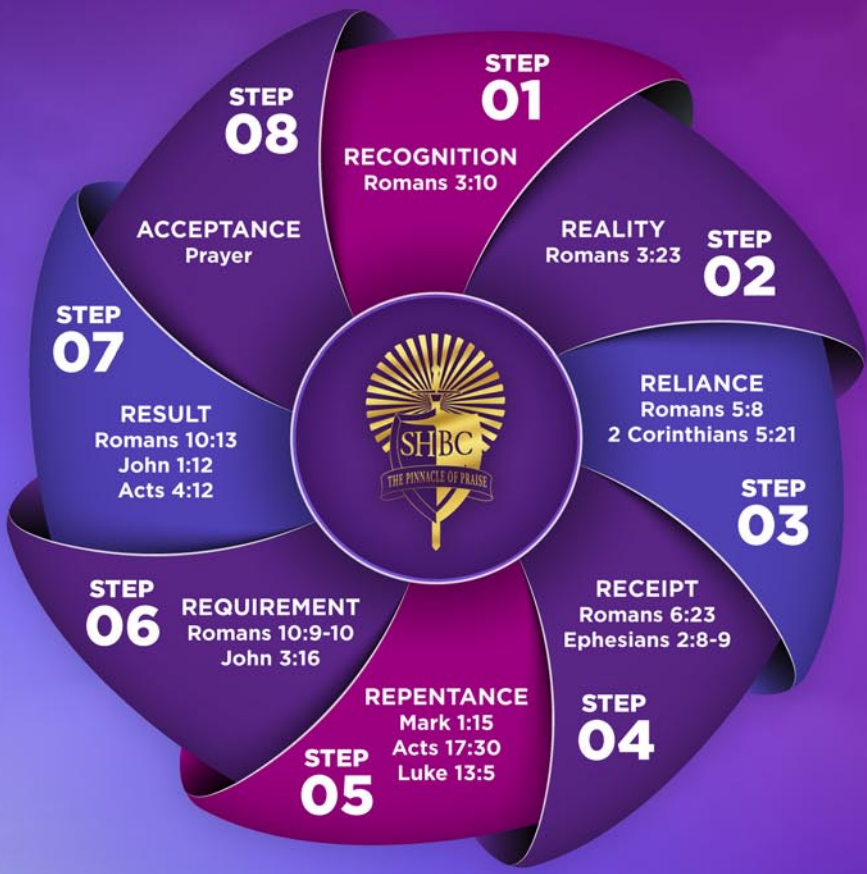 STEP
01
RECOGNITION
Romans 3:10
REALITY
Romans 3:23
STEP
02
RELIANCE
Romans 5:8
2 Corinthians 5:21
STEP
03
RECEIPT
Romans 6:23
Ephesians 2:8-9
STEP
04
REPENTANCE
Mark 1:15
Acts 17:30
Luke 13:5
STEP
05
STEP
06
REQUIREMENT
Romans 10:9-10
John 3:16
STEP
07
RESULT
Romans 10:13
John 1:12
Acts 4:12
STEP
08
ACCEPTANCE
Prayer
SHBC
THE PINNACLE OF PRAISE